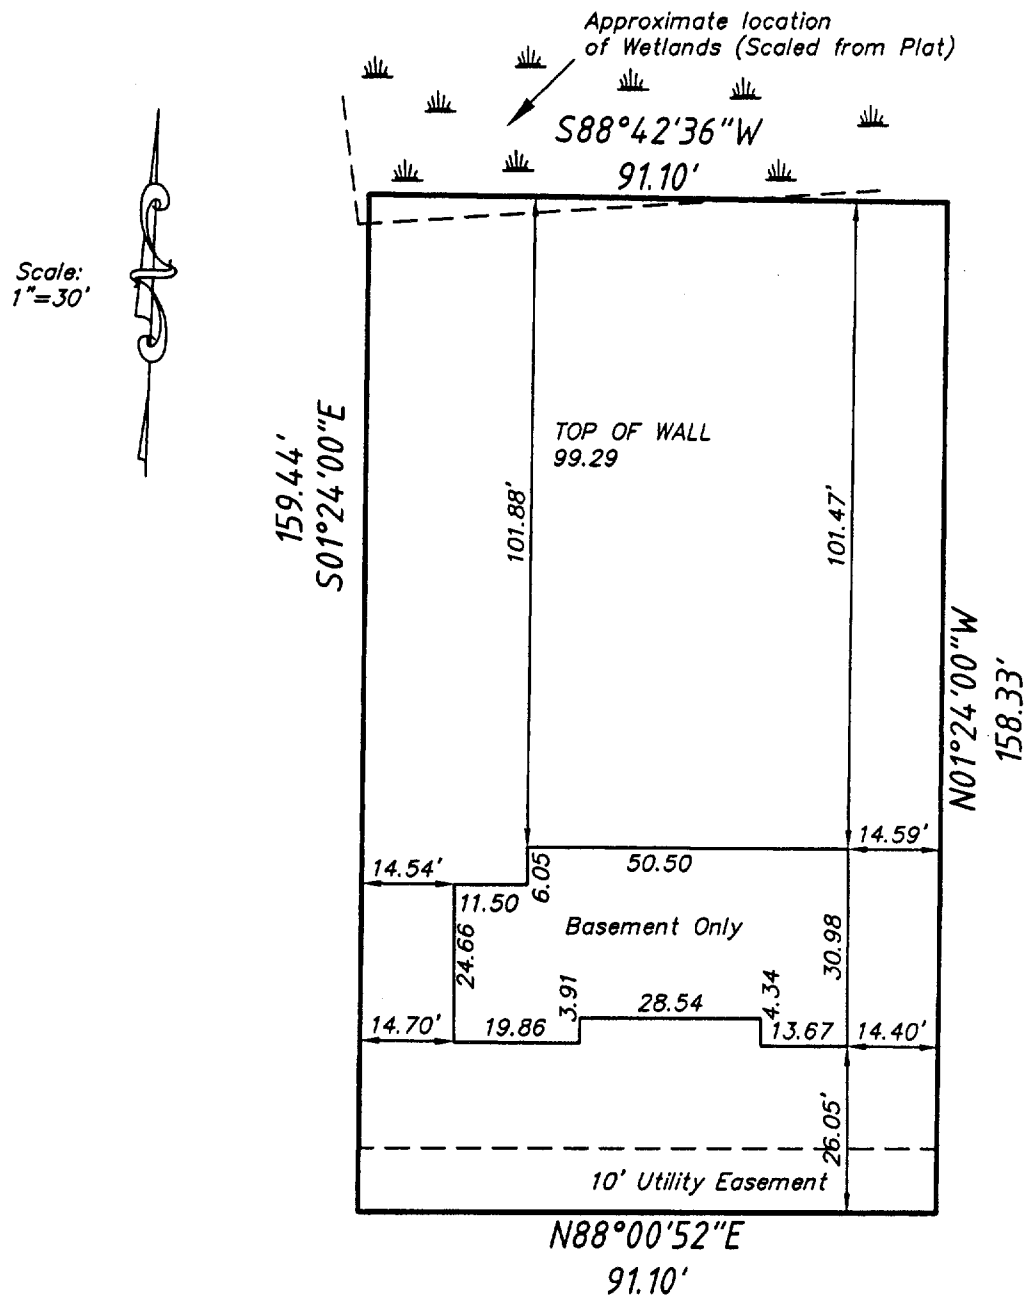 Approximate location
of Wetlands (Scaled from Plat)
S88°42'36"W
91.10'
Scale:
1"=30'
TOP OF WALL
99.29
159.44'
S01°24'00"E
101.88'
101.47'
N01°24'00"W
158.33'
14.59'
14.54'
6.05
50.50
11.50
Basement Only
24.66
30.98
3.91
4.34
28.54
14.70'
19.86
13.67
14.40'
26.05'
10' Utility Easement
N88°00'52"E
91.10'